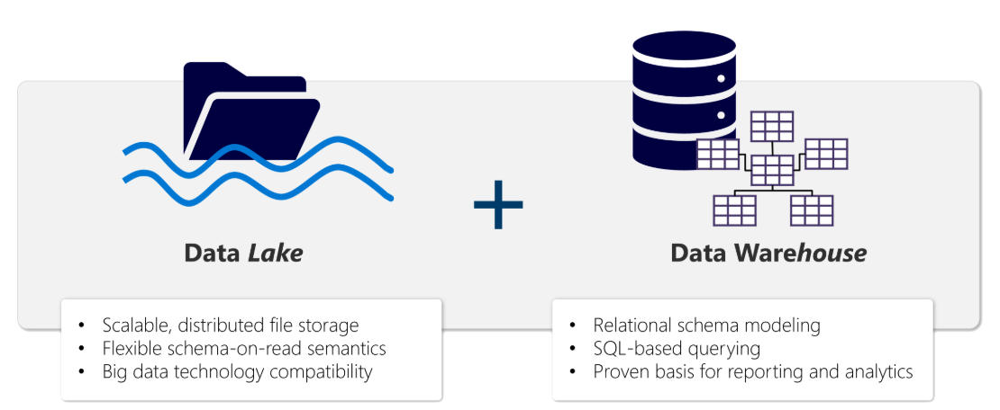 Data Lake
Data Warehouse
• Scalable, distributed file storage
• Flexible schema-on-read semantics
• Big data technology compatibility
• Relational schema modeling
• SQL-based querying
• Proven basis for reporting and analytics